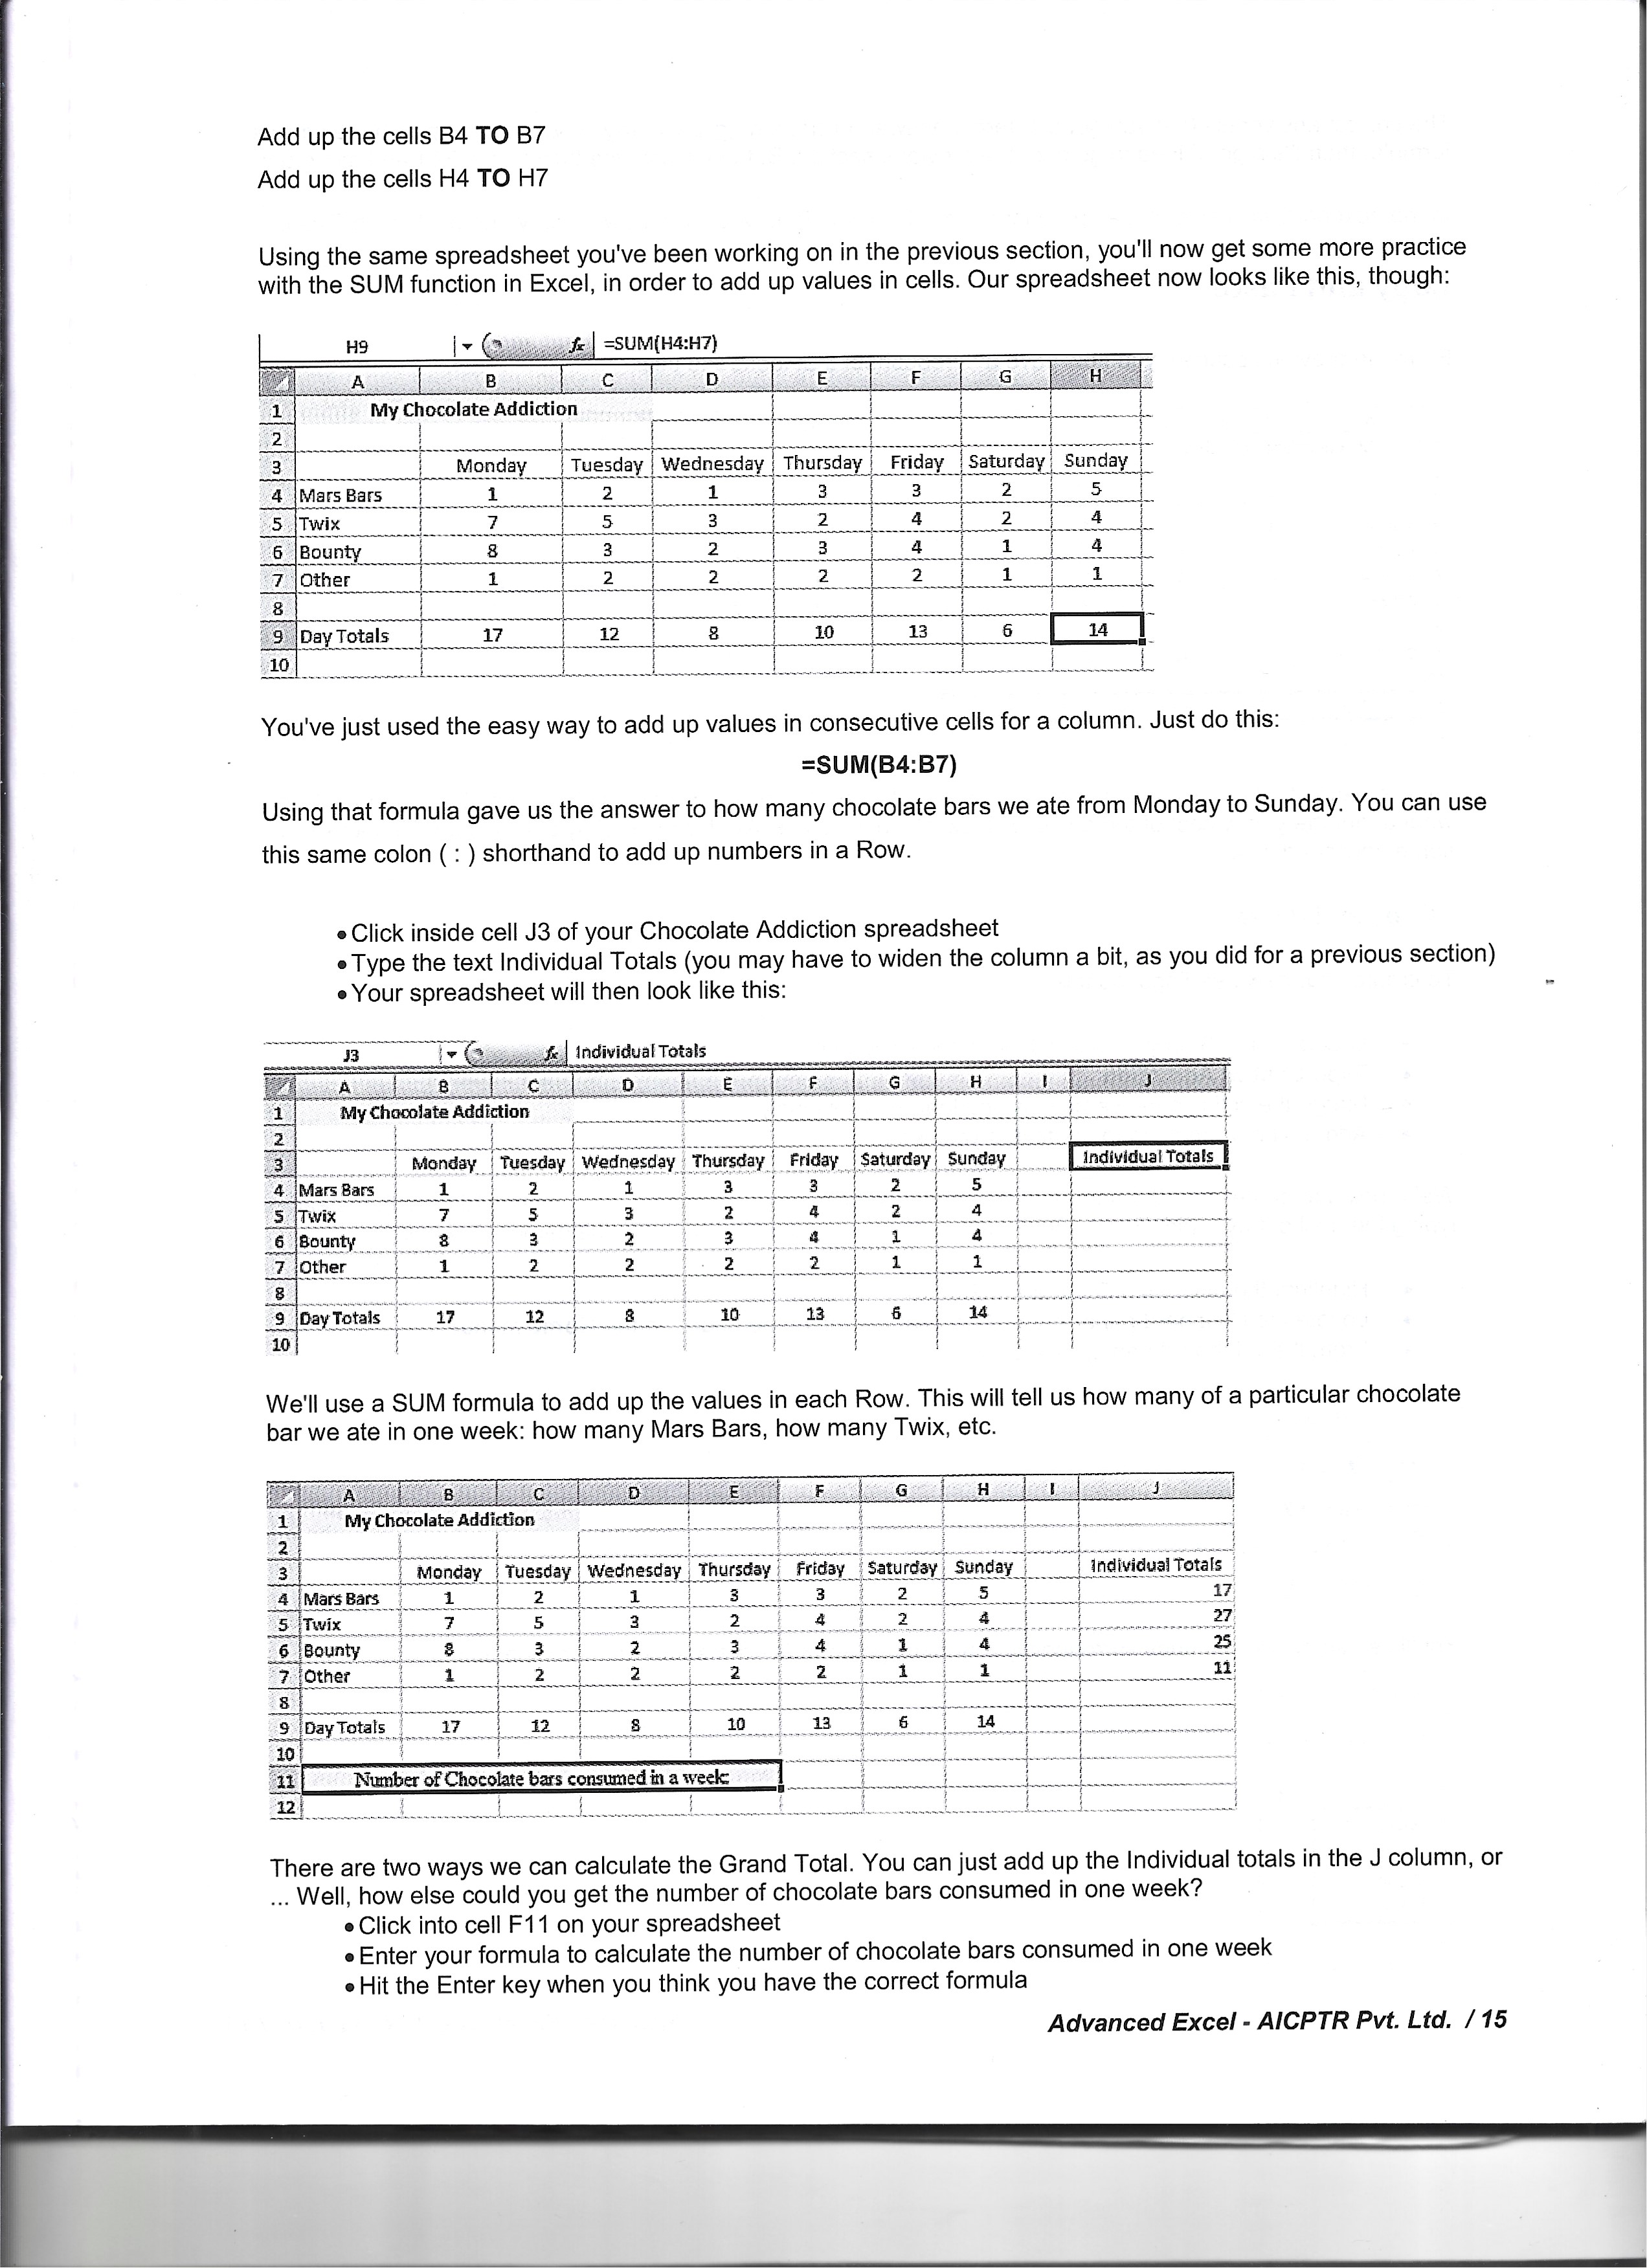 Add up the cells B4 TO B7
Add up the cells H4 TO H7
Using the same spreadsheet you've been working on in the previous section, you'll now get some more practice
with the SUM function in Excel, in order to add up values in cells. Our spreadsheet now looks like this, though:
H9 fx =SUM(H4:H7)
A B C D E F G H
1 My Chocolate Addiction
2
3 Monday Tuesday Wednesday Thursday Friday Saturday Sunday
4 Mars Bars 1 2 1 3 3 2 5
5 Twix 7 5 3 2 4 2 4
6 Bounty 8 3 2 3 4 1 4
7 Other 1 2 2 2 2 1 1
8
9 Day Totals 17 12 8 10 13 6 14
10
You've just used the easy way to add up values in consecutive cells for a column. Just do this:
=SUM(B4:B7)
Using that formula gave us the answer to how many chocolate bars we ate from Monday to Sunday. You can use
this same colon ( : ) shorthand to add up numbers in a Row.
• Click inside cell J3 of your Chocolate Addiction spreadsheet
• Type the text Individual Totals (you may have to widen the column a bit, as you did for a previous section)
• Your spreadsheet will then look like this:
J3 fx Individual Totals
A B C D E F G H I J
1 My Chocolate Addiction
2
3 Monday Tuesday Wednesday Thursday Friday Saturday Sunday Individual Totals
4 Mars Bars 1 2 1 3 3 2 5
5 Twix 7 5 3 2 4 2 4
6 Bounty 8 3 2 3 4 1 4
7 Other 1 2 2 2 2 1 1
8
9 Day Totals 17 12 8 10 13 6 14
10
We'll use a SUM formula to add up the values in each Row. This will tell us how many of a particular chocolate
bar we ate in one week: how many Mars Bars, how many Twix, etc.
A B C D E F G H I J
1 My Chocolate Addiction
2
3 Monday Tuesday Wednesday Thursday Friday Saturday Sunday Individual Totals
4 Mars Bars 1 2 1 3 3 2 5 17
5 Twix 7 5 3 2 4 2 4 27
6 Bounty 8 3 2 3 4 1 4 25
7 Other 1 2 2 2 2 1 1 11
8
9 Day Totals 17 12 8 10 13 6 14
10
11 Number of Chocolate bars consumed in a week:
12
There are two ways we can calculate the Grand Total. You can just add up the Individual totals in the J column, or
... Well, how else could you get the number of chocolate bars consumed in one week?
• Click into cell F11 on your spreadsheet
• Enter your formula to calculate the number of chocolate bars consumed in one week
• Hit the Enter key when you think you have the correct formula
Advanced Excel - AICPTR Pvt. Ltd. / 15